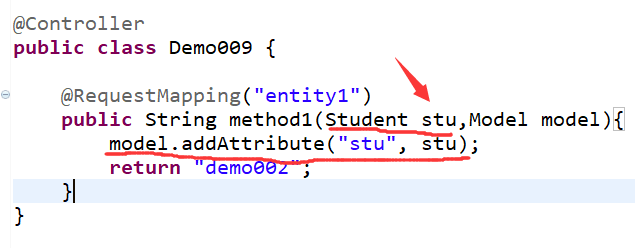 @Controller
public class Demo009 {
@RequestMapping("entity1")
public String method1(Student stu,Model model){
model.addAttribute("stu", stu);
return "demo002";
}
}